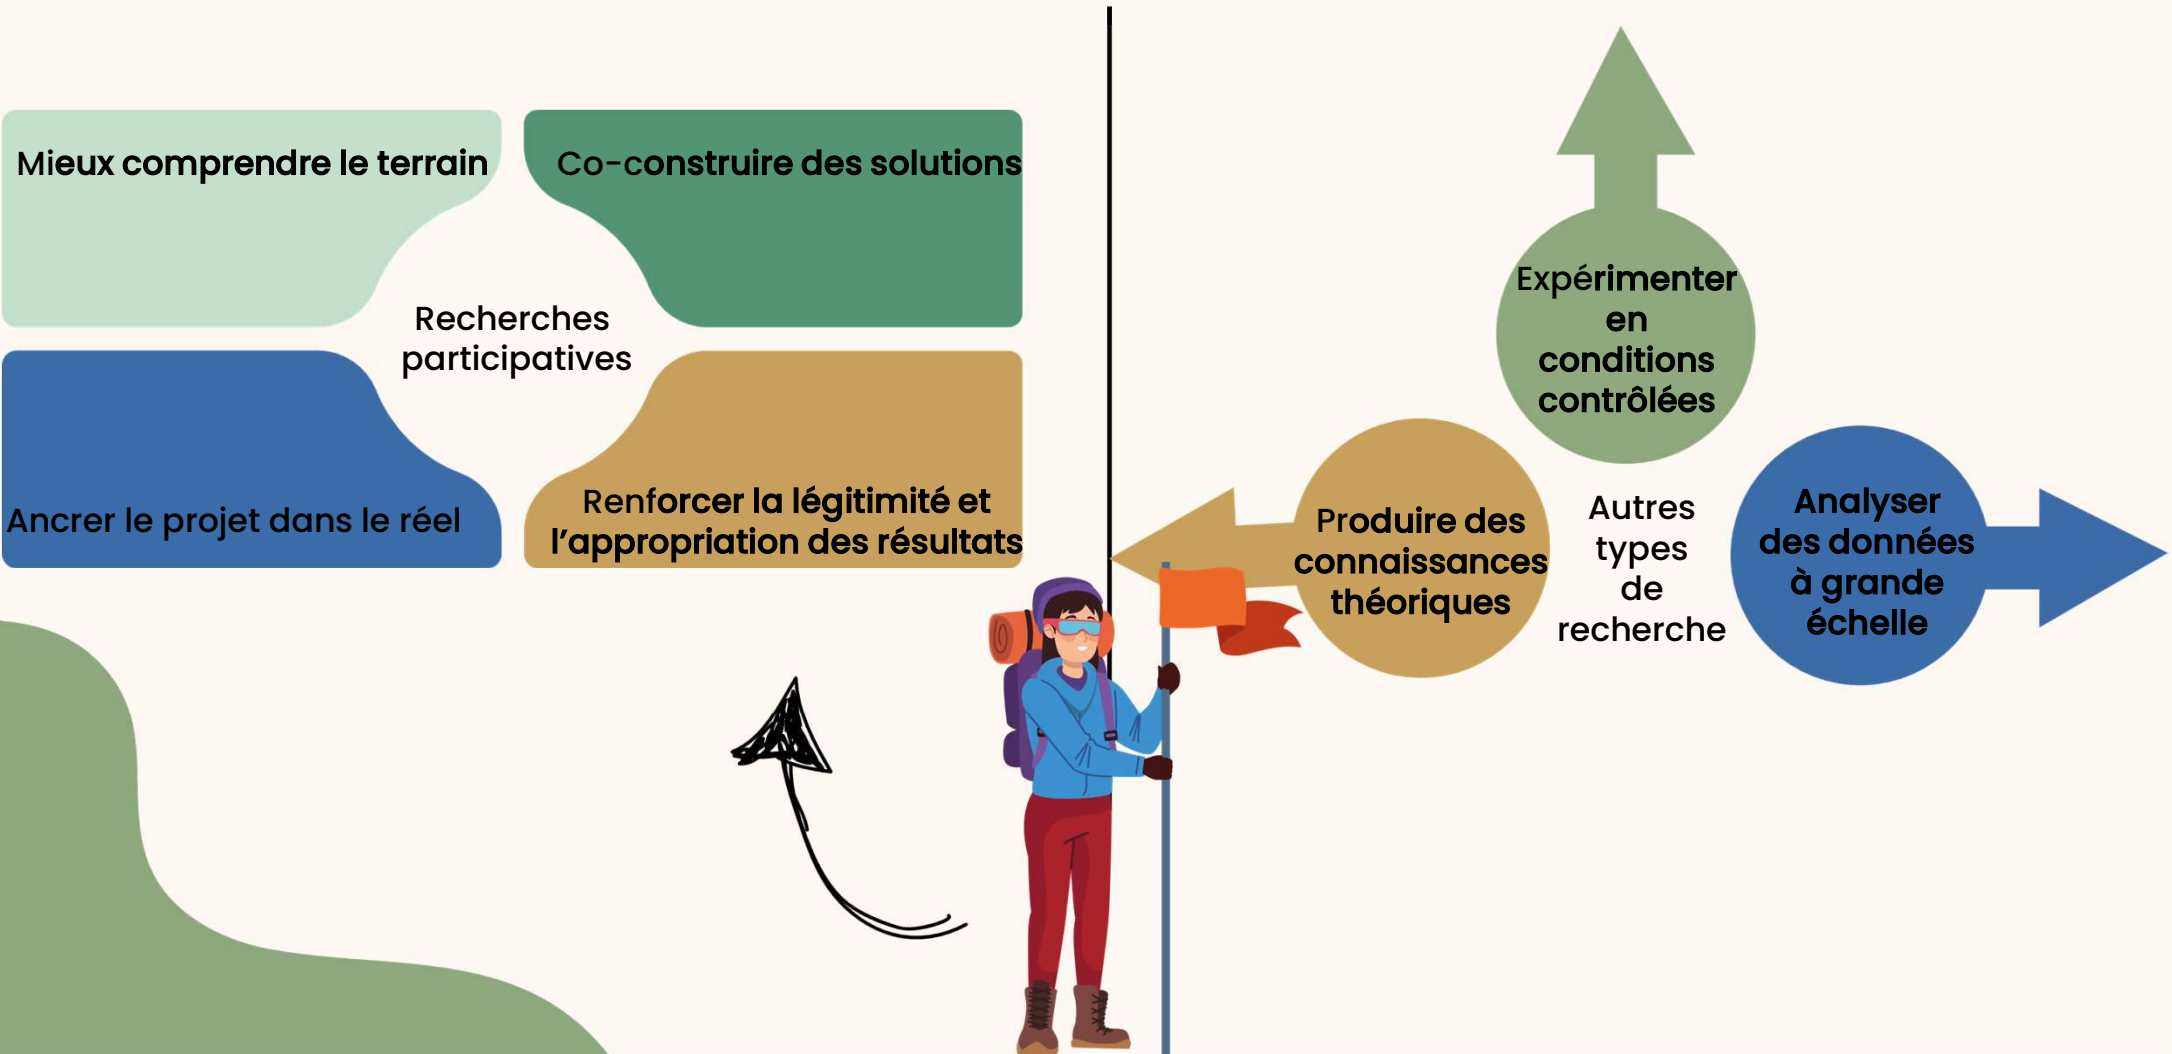 Mieux comprendre le terrain
Co-construire des solutions
Recherches
participatives
Ancrer le projet dans le réel
Renforcer la légitimité et
l’appropriation des résultats
Expérimenter
en
conditions
contrôlées
Produire des
connaissances
théoriques
Autres
types
de
recherche
Analyser
des données
à grande
échelle